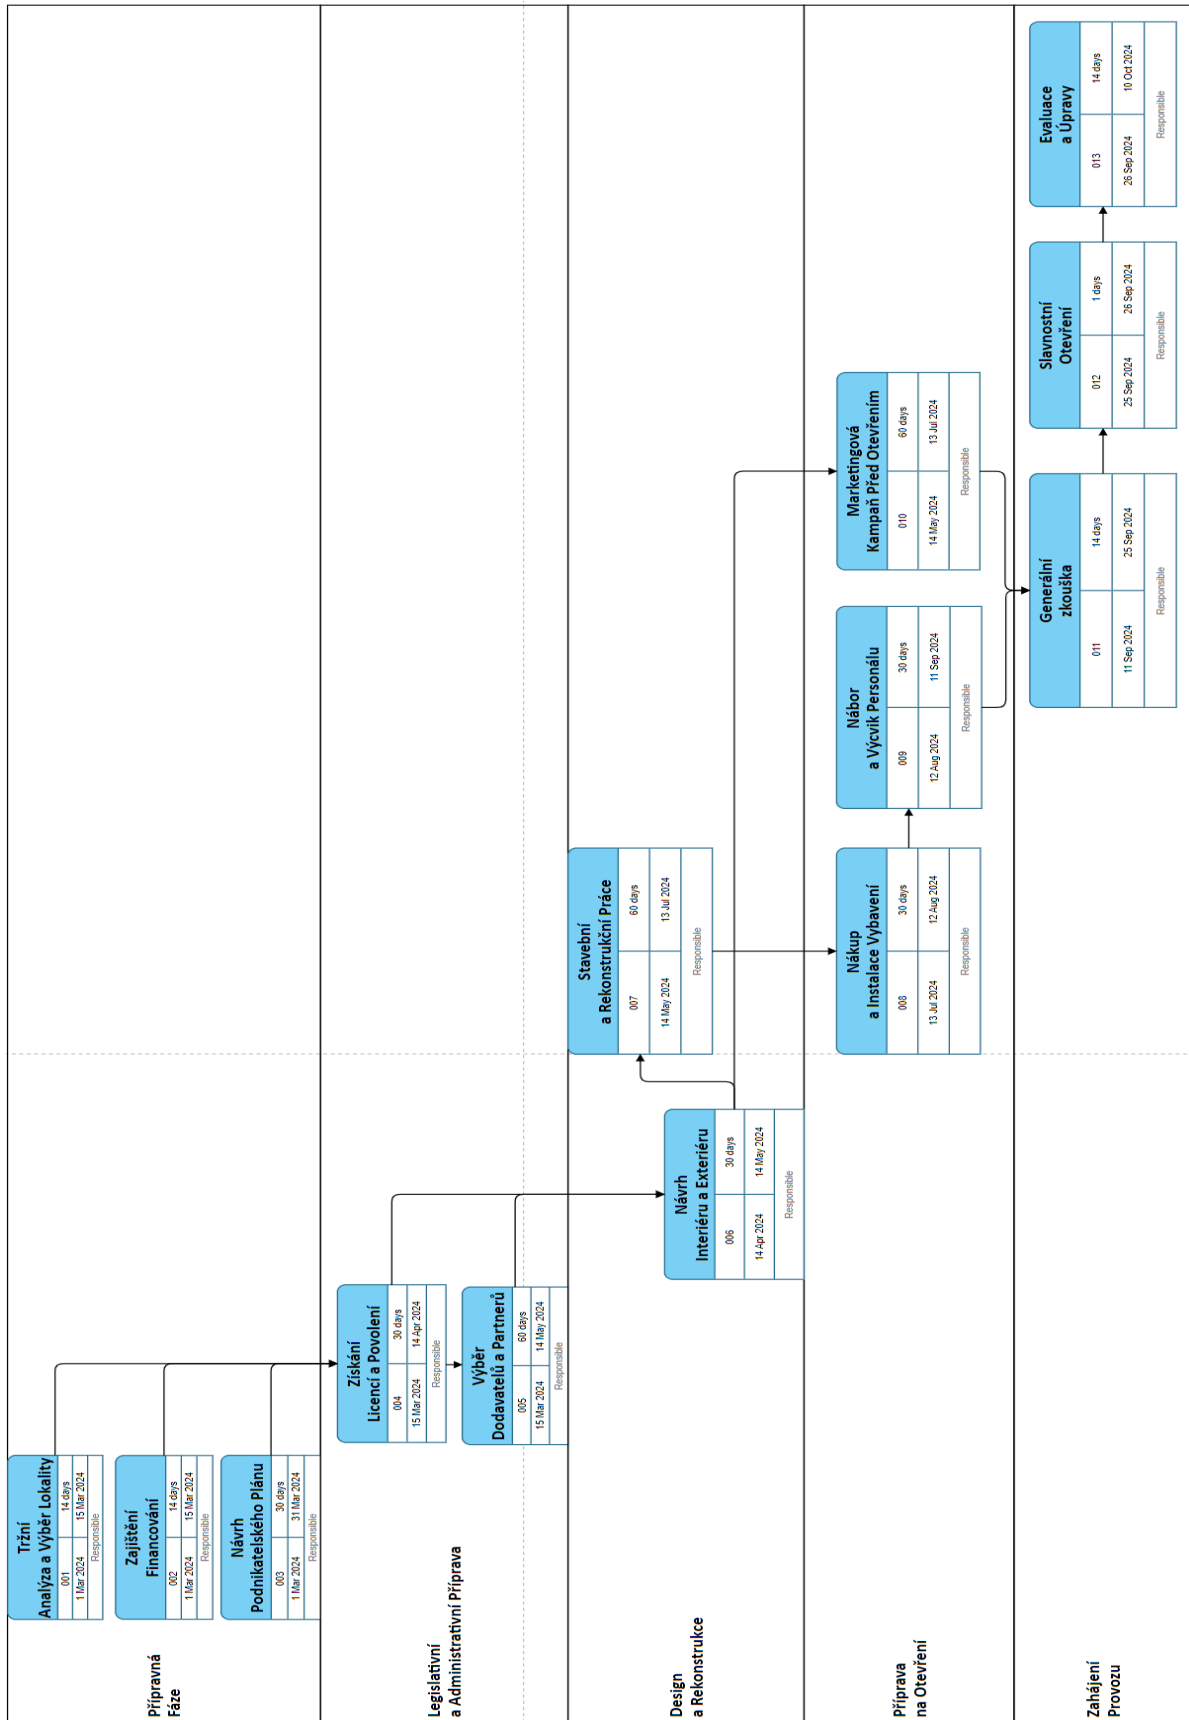 Přípravná
Fáze
Tržní
Analýza a Výběr Lokality
001
14 days
1 Mar 2024
15 Mar 2024
Responsible
Zajištění
Financování
002
14 days
1 Mar 2024
15 Mar 2024
Responsible
Návrh
Podnikatelského Plánu
003
30 days
1 Mar 2024
31 Mar 2024
Responsible
Legislativní
a Administrativní Příprava
Získání
Licencí a Povolení
004
30 days
15 Mar 2024
14 Apr 2024
Responsible
Výběr
Dodavatelů a Partnerů
005
60 days
15 Mar 2024
14 May 2024
Responsible
Design
a Rekonstrukce
Návrh
Interiéru a Exteriéru
006
30 days
14 Apr 2024
14 May 2024
Responsible
Stavební
a Rekonstrukční Práce
007
60 days
14 May 2024
13 Jul 2024
Responsible
Příprava
na Otevření
Nákup
a Instalace Vybavení
008
30 days
13 Jul 2024
12 Aug 2024
Responsible
Nábor
a Výcvik Personálu
009
30 days
12 Aug 2024
11 Sep 2024
Responsible
Marketingová
Kampaň Před Otevřením
010
60 days
14 May 2024
13 Jul 2024
Responsible
Zahájení
Provozu
Generální
zkouška
011
14 days
11 Sep 2024
25 Sep 2024
Responsible
Slavnostní
Otevření
012
1 days
25 Sep 2024
26 Sep 2024
Responsible
Evaluace
a Úpravy
013
14 days
26 Sep 2024
10 Oct 2024
Responsible